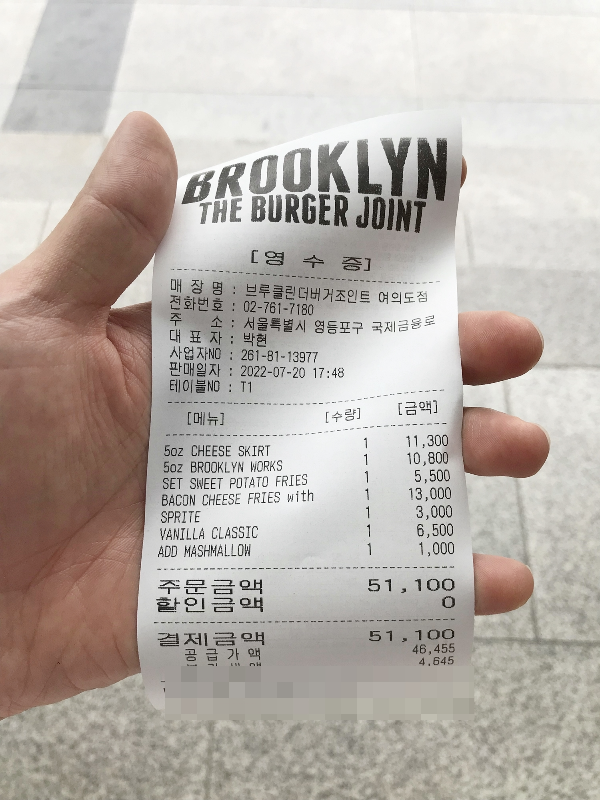 BROOKLYN
THE BURGER JOINT
[영 수 증]
매 장 명 : 브루클린더버거조인트 여의도점
전화번호 : 02-761-7180
주 소 : 서울특별시 영등포구 국제금융로
대 표 자 : 박현
사업자NO : 261-81-13977
판매일자 : 2022-07-20 17:48
테이블NO : T1
[메뉴] [수량] [금액]
5oz CHEESE SKIRT 1 11,300
5oz BROOKLYN WORKS 1 10,800
SET SWEET POTATO FRIES 1 5,500
BACON CHEESE FRIES with 1 13,000
SPRITE 1 3,000
VANILLA CLASSIC 1 6,500
ADD MASHMALLOW 1 1,000
주문금액 51,100
할인금액 0
결제금액 51,100
공급가액 46,455
4,645